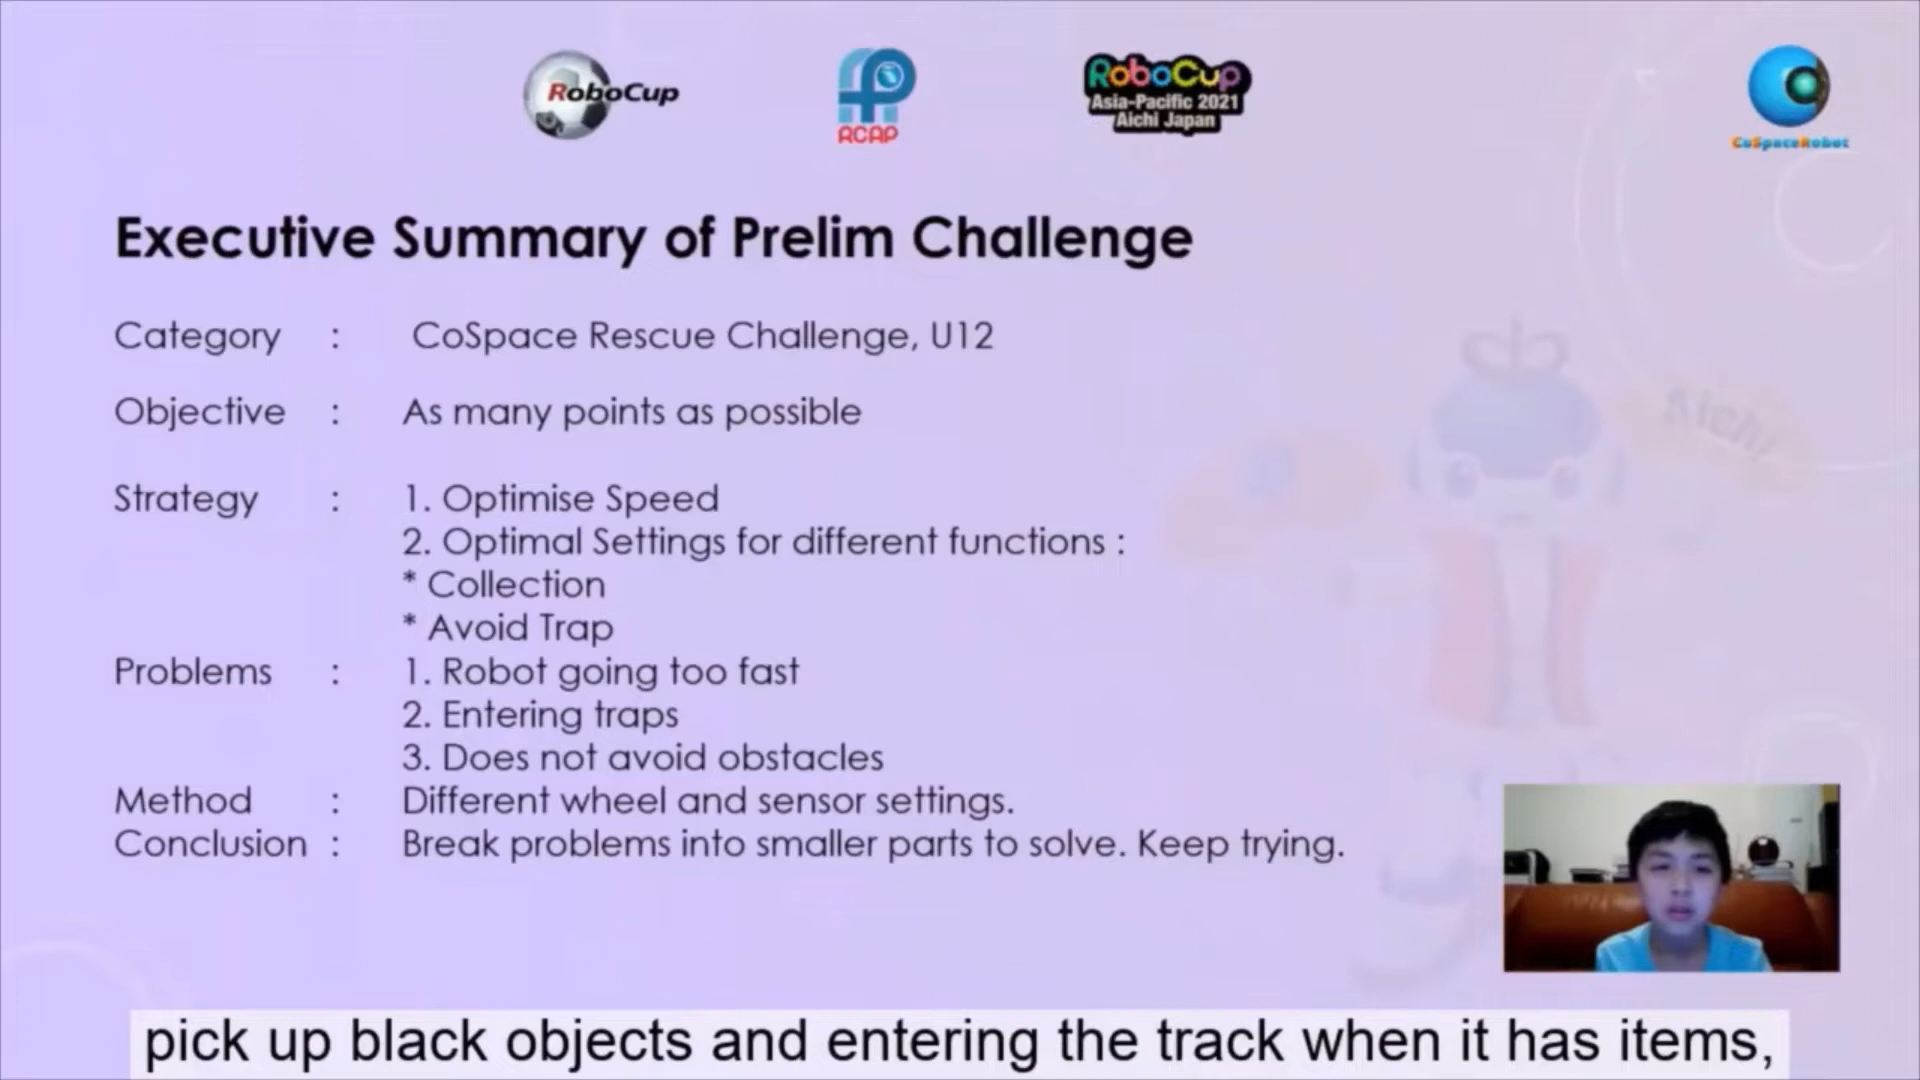 RoboCup
RCAP
RoboCup
Asia-Pacific 2021
Aichi Japan
CoSpaceRobot
Executive Summary of Prelim Challenge
Category : CoSpace Rescue Challenge, U12
Objective : As many points as possible
Aichi
Strategy : 1. Optimise Speed
2. Optimal Settings for different functions :
* Collection
* Avoid Trap
Problems : 1. Robot going too fast
2. Entering traps
3. Does not avoid obstacles
Method : Different wheel and sensor settings.
Conclusion : Break problems into smaller parts to solve. Keep trying.
pick up black objects and entering the track when it has items,